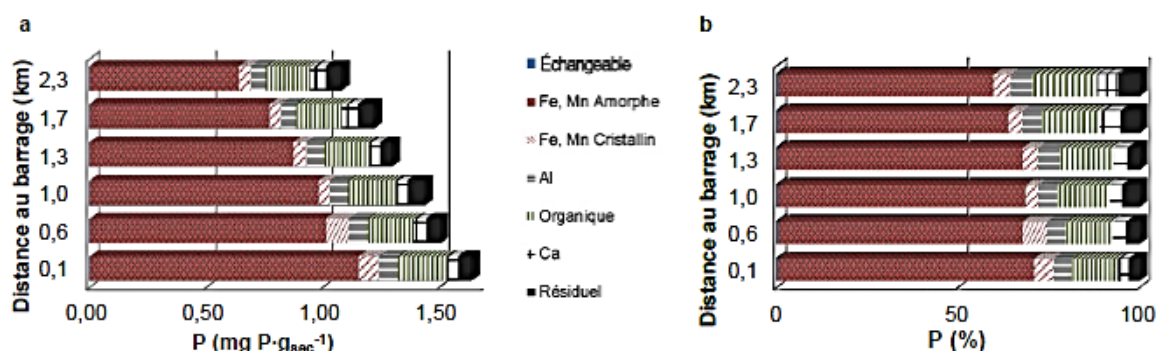 a
Distance au barrage (km)
2,3
1,7
1,3
1,0
0,6
0,1
0,00 0,50 1,00 1,50
P (mg P·gsec⁻¹)
Échangeable
Fe, Mn Amorphe
Fe, Mn Cristallin
Al
Organique
Ca
Résiduel
b
Distance au barrage (km)
2,3
1,7
1,3
1,0
0,6
0,1
0 50 100
P (%)